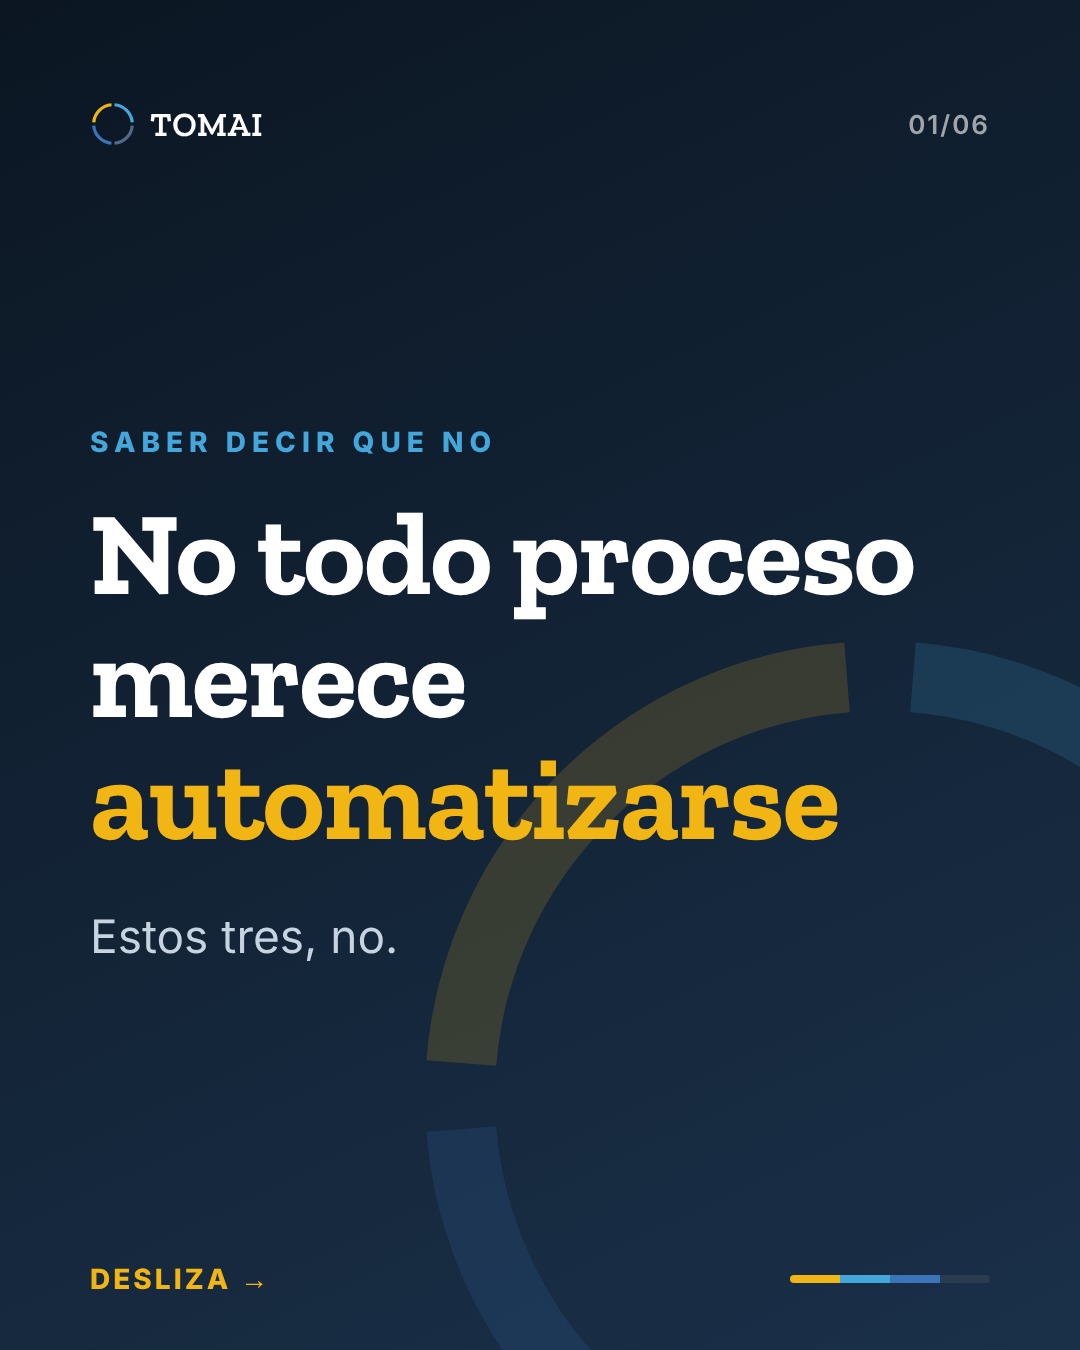 TOMAI
01/06
SABER DECIR QUE NO
No todo proceso
merece
automatizarse
Estos tres, no.
DESLIZA →